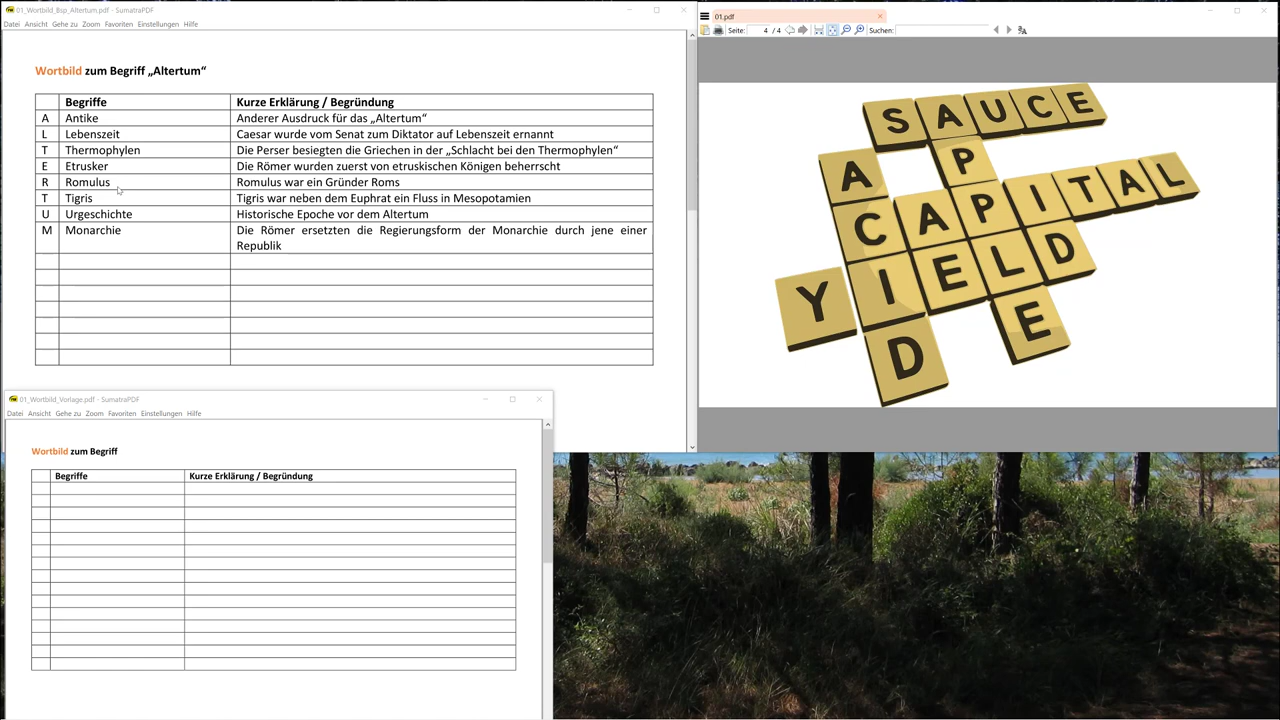 01_Wortbild_Bsp_Altertum.pdf - SumatraPDF
Datei Ansicht Gehe zu Zoom Favoriten Einstellungen Hilfe
Wortbild zum Begriff „Altertum“
Begriffe Kurze Erklärung / Begründung
A Antike Anderer Ausdruck für das „Altertum“
L Lebenszeit Caesar wurde vom Senat zum Diktator auf Lebenszeit ernannt
T Thermophylen Die Perser besiegten die Griechen in der „Schlacht bei den Thermophylen“
E Etrusker Die Römer wurden zuerst von etruskischen Königen beherrscht
R Romulus Romulus war ein Gründer Roms
T Tigris Tigris war neben dem Euphrat ein Fluss in Mesopotamien
U Urgeschichte Historische Epoche vor dem Altertum
M Monarchie Die Römer ersetzten die Regierungsform der Monarchie durch jene einer
Republik
01.pdf
Seite: 4 / 4 Suchen:
SAUCE
APPLE
ACID
CAPITAL
YIELD
01_Wortbild_Vorlage.pdf - SumatraPDF
Datei Ansicht Gehe zu Zoom Favoriten Einstellungen Hilfe
Wortbild zum Begriff
Begriffe Kurze Erklärung / Begründung